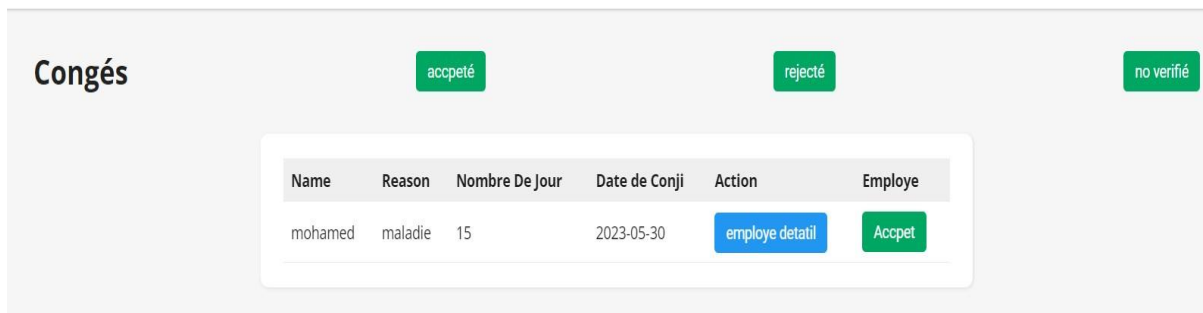 Congés accpeté rejecté no verifié
Name Reason Nombre De Jour Date de Conji Action Employe
mohamed maladie 15 2023-05-30 employe detatil Accpet